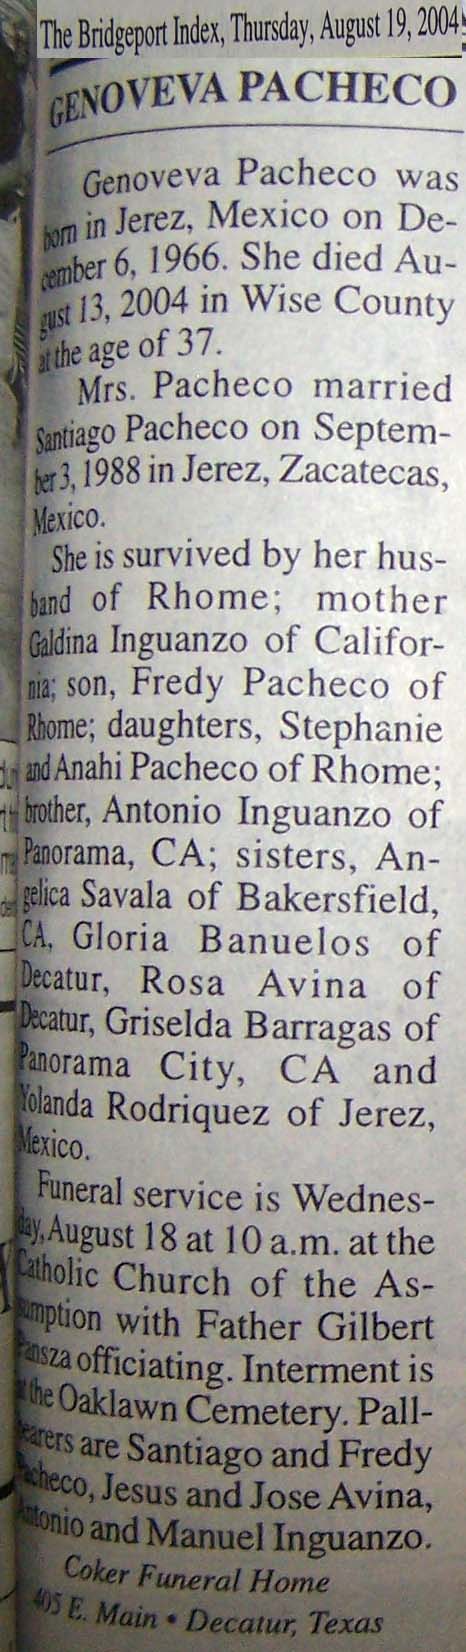 The Bridgeport Index, Thursday, August 19, 2004
GENOVEVA PACHECO
Genoveva Pacheco was
born in Jerez, Mexico on De-
cember 6, 1966. She died Au-
gust 13, 2004 in Wise County
at the age of 37.
Mrs. Pacheco married
Santiago Pacheco on Septem-
ber 3, 1988 in Jerez, Zacatecas,
Mexico.
She is survived by her hus-
band of Rhome; mother
Galdina Inguanzo of Califor-
nia; son, Fredy Pacheco of
Rhome; daughters, Stephanie
and Anahi Pacheco of Rhome;
brother, Antonio Inguanzo of
Panorama, CA; sisters, An-
gelica Savala of Bakersfield,
CA, Gloria Banuelos of
Decatur, Rosa Avina of
Decatur, Griselda Barragas of
Panorama City, CA and
Yolanda Rodriquez of Jerez,
Mexico.
Funeral service is Wednes-
day, August 18 at 10 a.m. at the
Catholic Church of the As-
sumption with Father Gilbert
Pansza officiating. Interment is
at the Oaklawn Cemetery. Pall-
bearers are Santiago and Fredy
Pacheco, Jesus and Jose Avina,
Antonio and Manuel Inguanzo.
Coker Funeral Home
405 E. Main • Decatur, Texas